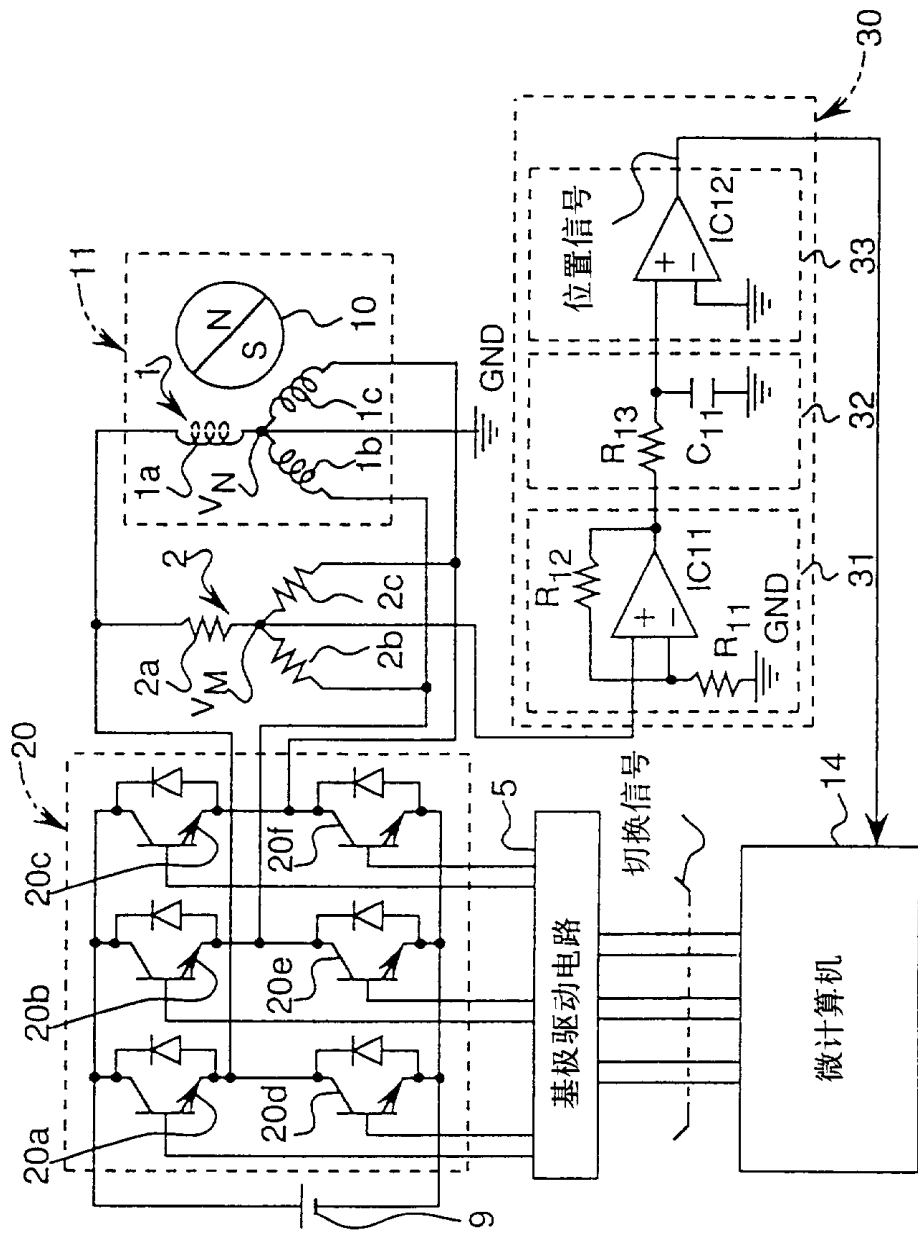 20
20a
20b
20c
20d
20e
20f
9
5
基极驱动电路
切换信号
14
微计算机
11
1
1a
VN
1b
1c
10
N
S
GND
2
2a
VM
2b
2c
30
31
R12
IC11
R11
GND
+
−
32
R13
C11
33
位置信号
IC12
+
−